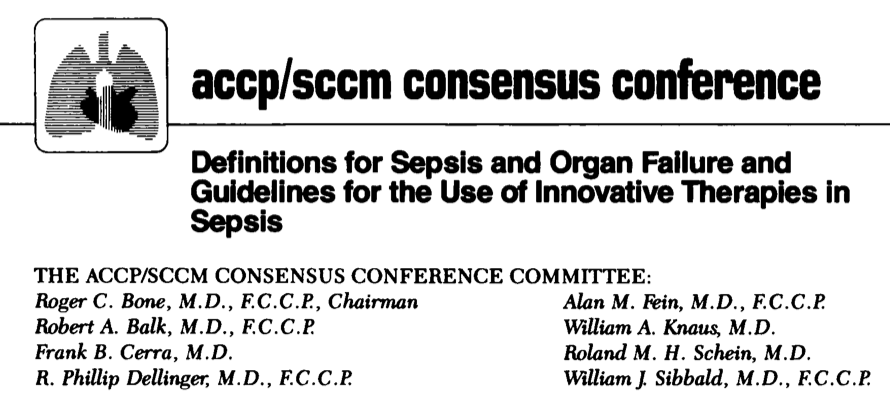 accp/sccm consensus conference
Definitions for Sepsis and Organ Failure and
Guidelines for the Use of Innovative Therapies in
Sepsis
THE ACCP/SCCM CONSENSUS CONFERENCE COMMITTEE:
Roger C. Bone, M.D., F.C.C.P., Chairman
Robert A. Balk, M.D., F.C.C.P.
Frank B. Cerra, M.D.
R. Phillip Dellinger, M.D., F.C.C.P.
Alan M. Fein, M.D., F.C.C.P.
William A. Knaus, M.D.
Roland M. H. Schein, M.D.
William J. Sibbald, M.D., F.C.C.P.